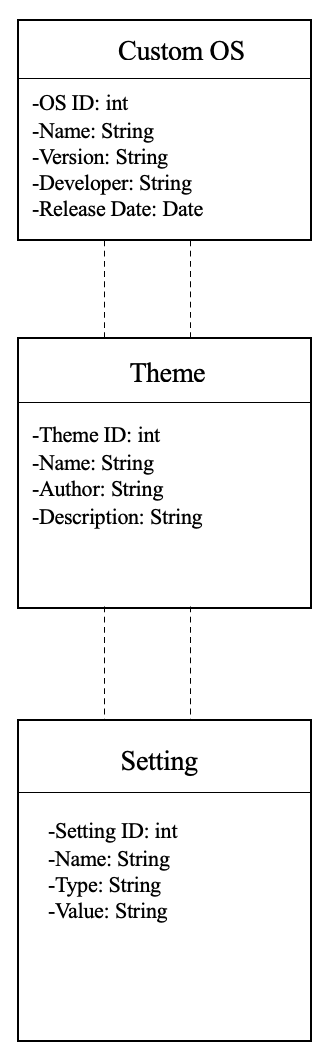 Custom OS
-OS ID: int
-Name: String
-Version: String
-Developer: String
-Release Date: Date
Theme
-Theme ID: int
-Name: String
-Author: String
-Description: String
Setting
-Setting ID: int
-Name: String
-Type: String
-Value: String